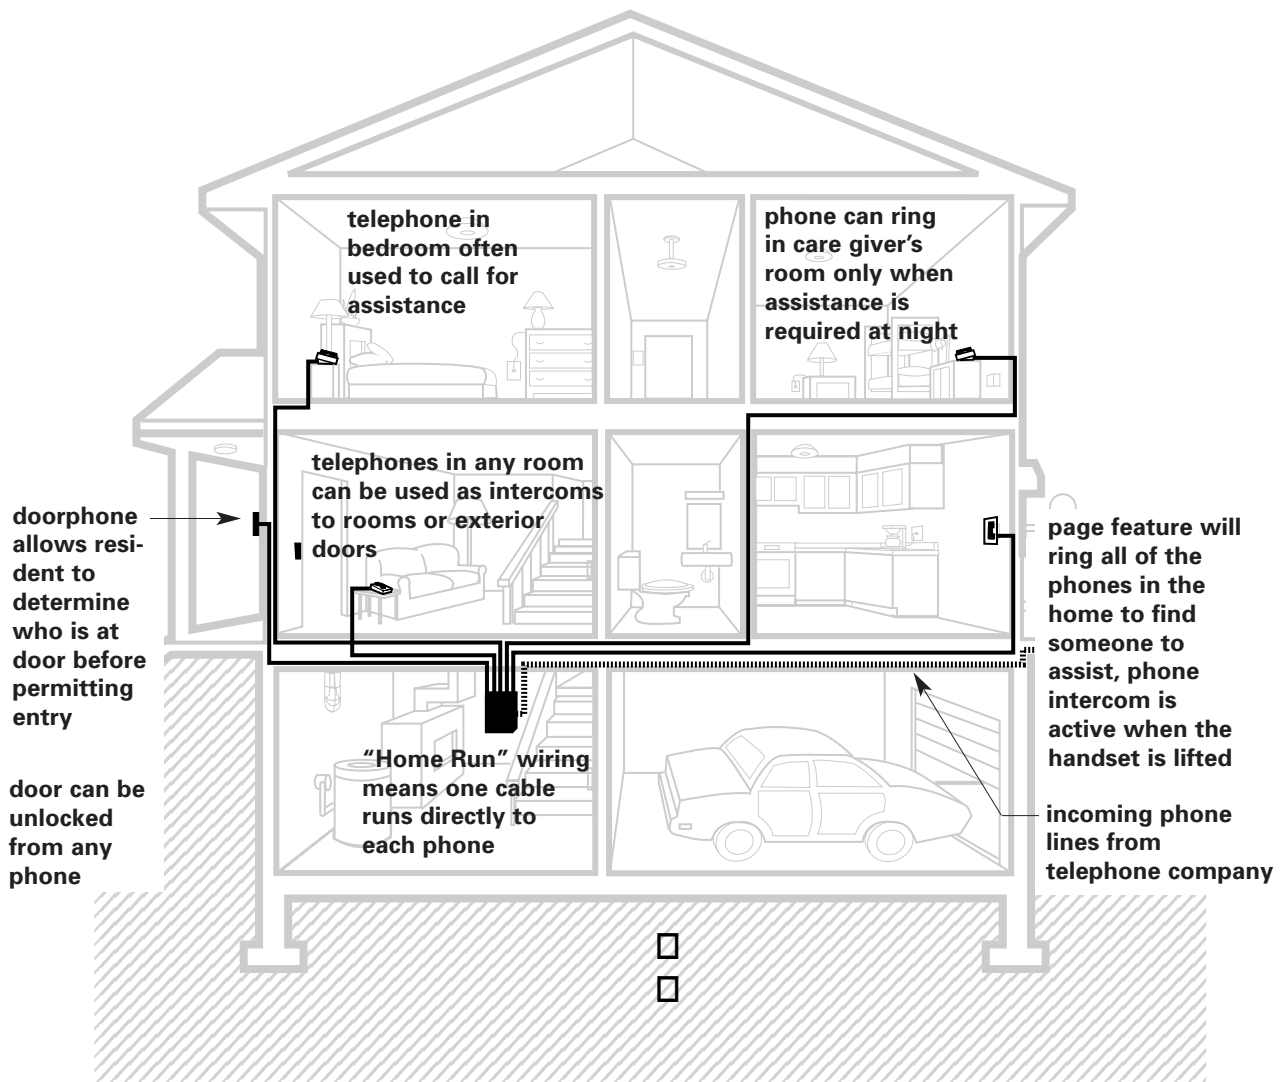 telephone in
bedroom often
used to call for
assistance
phone can ring
in care giver’s
room only when
assistance is
required at night
telephones in any room
can be used as intercoms
to rooms or exterior
doors
doorphone
allows resi-
dent to
determine
who is at
door before
permitting
entry
door can be
unlocked
from any
phone
“Home Run” wiring
means one cable
runs directly to
each phone
page feature will
ring all of the
phones in the
home to find
someone to
assist, phone
intercom is
active when the
handset is lifted
incoming phone
lines from
telephone company